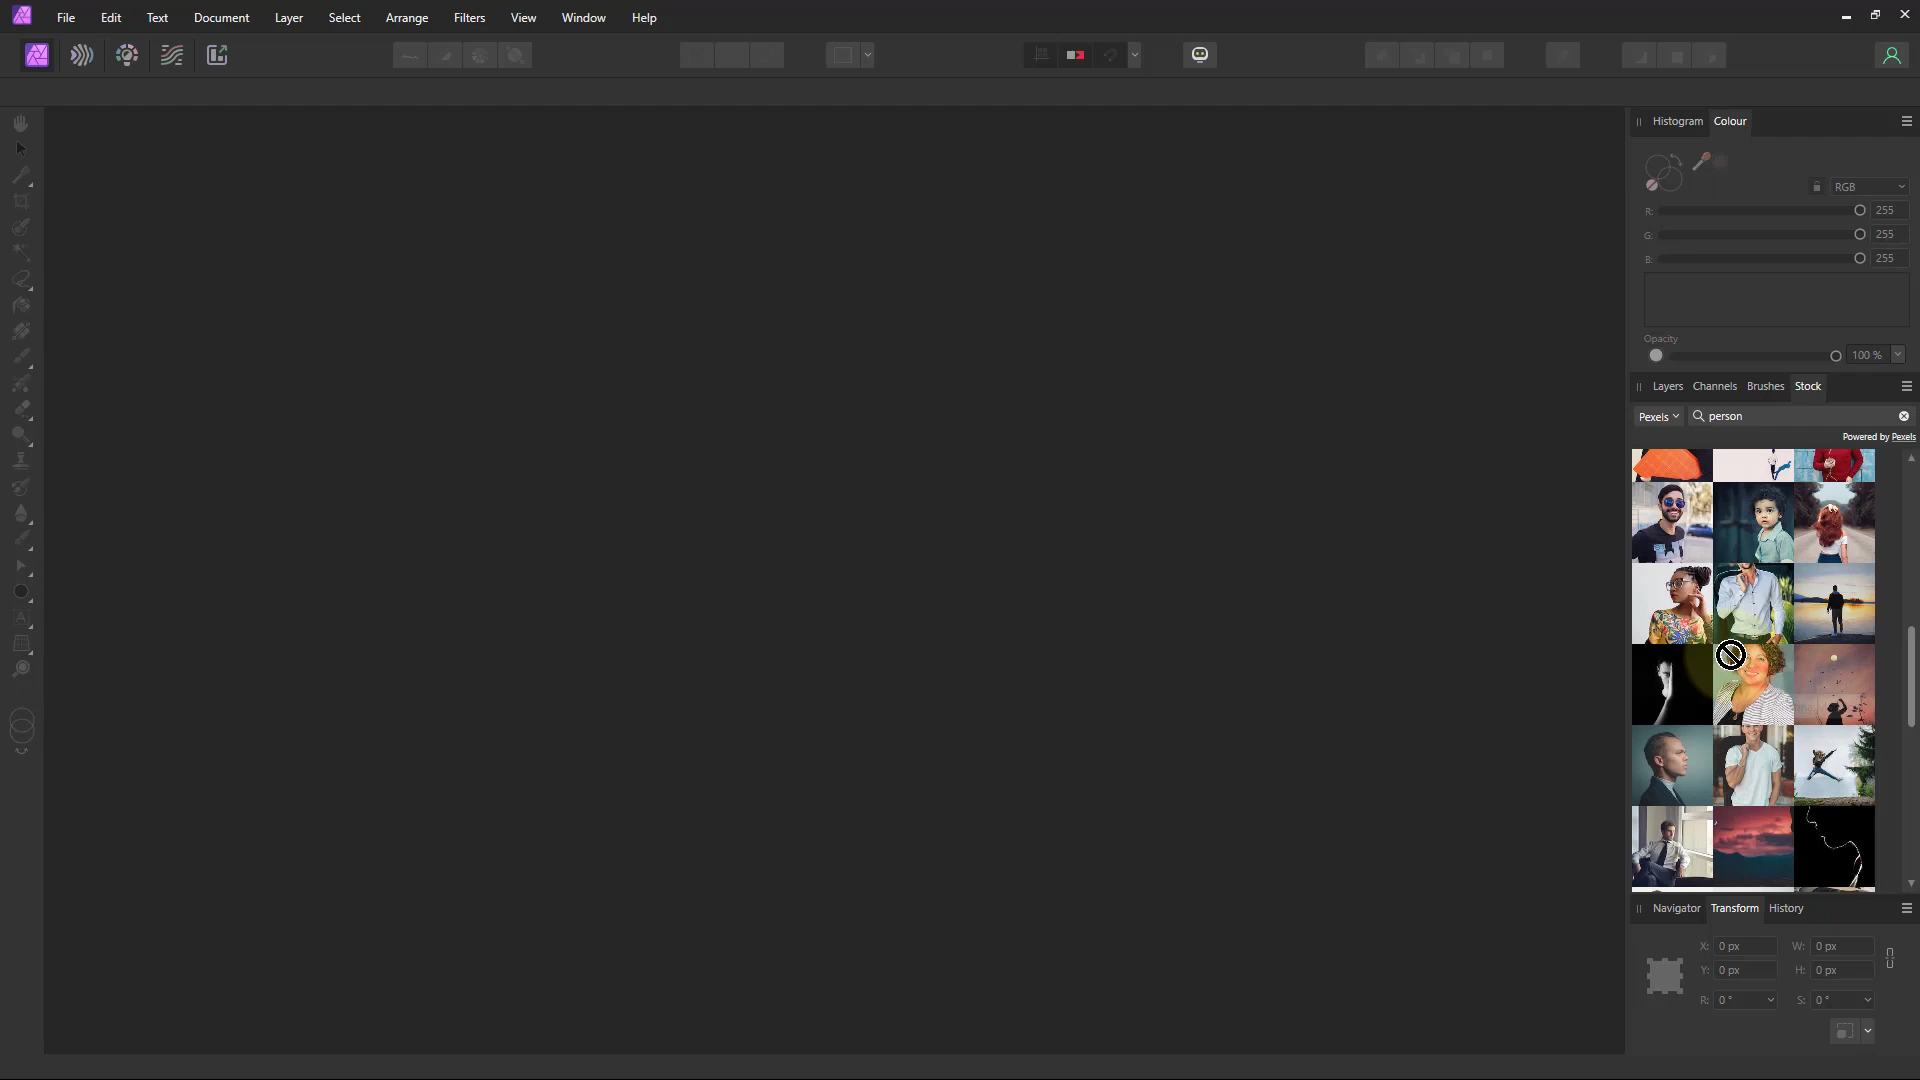 File Edit Text Document Layer Select Arrange Filters View Window Help
Histogram Colour
RGB
R: 255
G: 255
B: 255
Opacity
100 %
Layers Channels Brushes Stock
Pexels person
Powered by Pexels
Navigator Transform History
X: 0 px W: 0 px
Y: 0 px H: 0 px
R: 0 ° S: 0 °